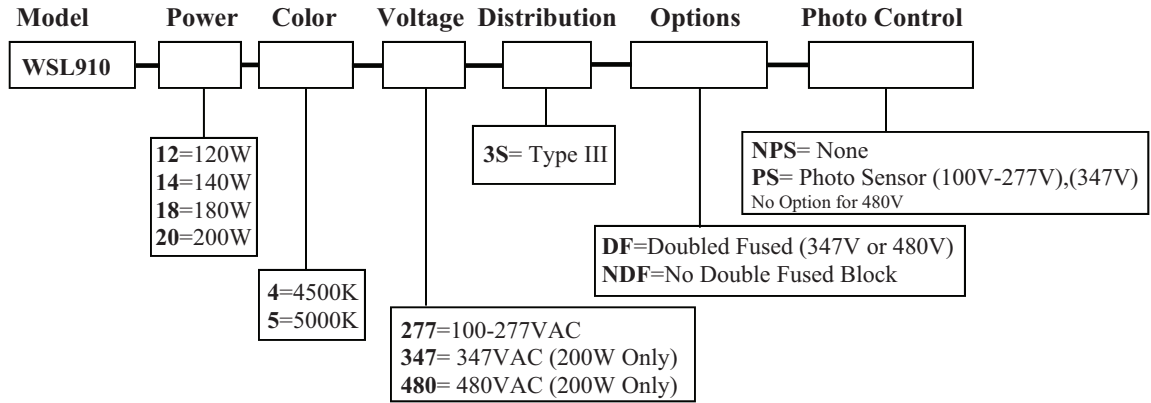 Model Power Color Voltage Distribution Options Photo Control
WSL910
12=120W
14=140W
18=180W
20=200W
4=4500K
5=5000K
277=100-277VAC
347= 347VAC (200W Only)
480= 480VAC (200W Only)
3S= Type III
DF=Doubled Fused (347V or 480V)
NDF=No Double Fused Block
NPS= None
PS= Photo Sensor (100V-277V),(347V)
No Option for 480V